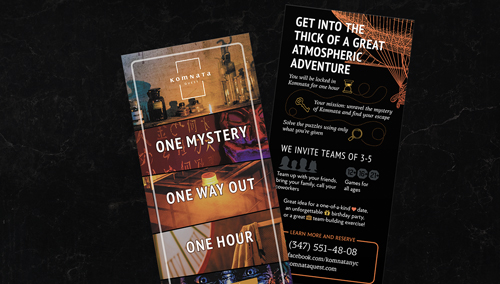 KOMNATA
QUEST
ONE MYSTERY
ONE WAY OUT
ONE HOUR
GET INTO THE
THICK OF A GREAT
ATMOSPHERIC
ADVENTURE
You will be locked in
Komnata for one hour
Your mission: unravel the mystery
of Komnata and find your escape
Solve the puzzles using only
what you're given
WE INVITE TEAMS OF 3-5
Team up with your friends,
bring your family, call your
coworkers
Games for
all ages
Great idea for a one-of-a kind date,
an unforgettable birthday party,
or a great team-building exercise!
LEARN MORE AND RESERVE
(347) 551-48-08
facebook.com/komnatanyc
omnataquest.com